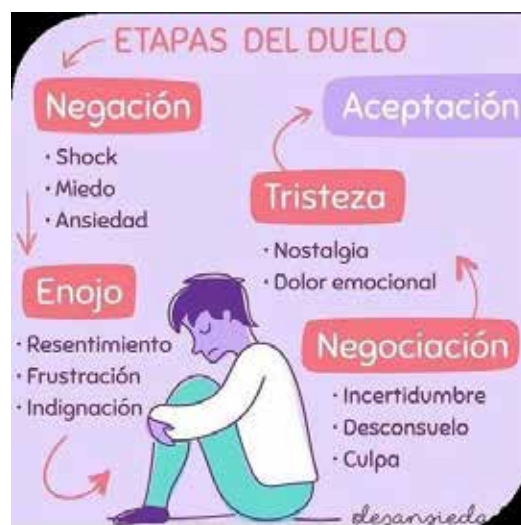 ETAPAS DEL DUELO
Negación
· Shock
· Miedo
· Ansiedad
Enojo
· Resentimiento
· Frustración
· Indignación
Negociación
· Incertidumbre
· Desconsuelo
· Culpa
Tristeza
· Nostalgia
· Dolor emocional
Aceptación
desansieda